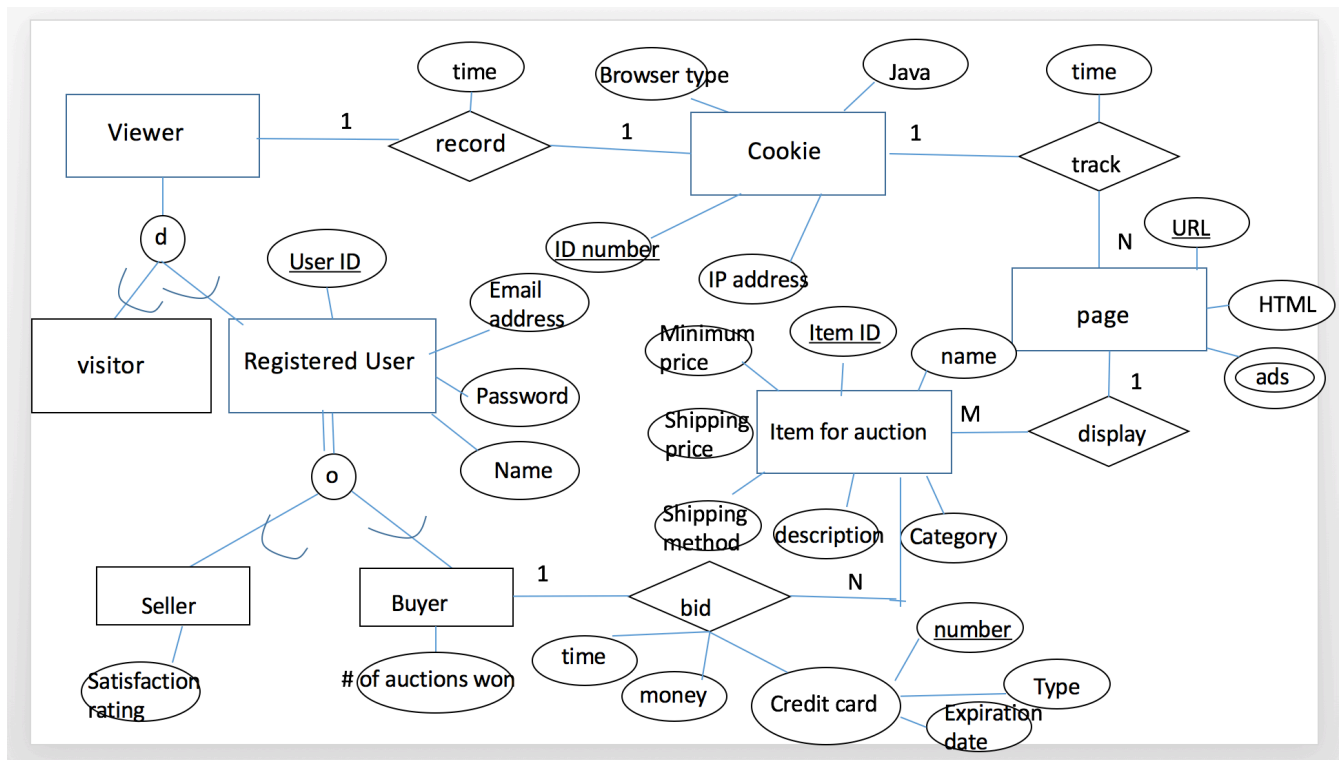 time
Browser type
Java
time
Viewer
1
record
1
Cookie
1
track
d
ID number
IP address
N
URL
User ID
Email
address
page
HTML
visitor
Registered User
Minimum
price
Item ID
name
1
ads
Password
Shipping
price
Item for auction
M
display
Name
o
Shipping
method
description
Category
Seller
Buyer
1
bid
N
number
time
Satisfaction
rating
# of auctions won
money
Credit card
Type
Expiration
date